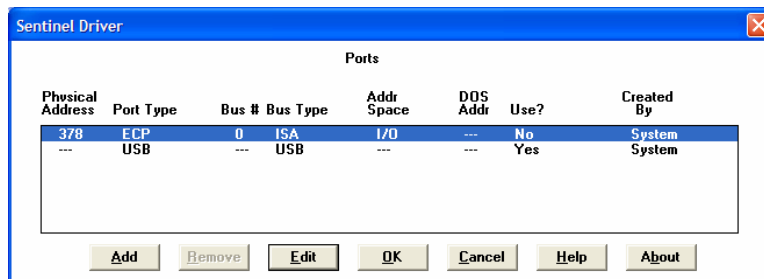 Sentinel Driver
Ports
Physical Address Port Type Bus # Bus Type Addr Space DOS Addr Use? Created By
378 ECP 0 ISA I/O --- No System
--- USB --- USB --- --- Yes System
Add Remove Edit OK Cancel Help About